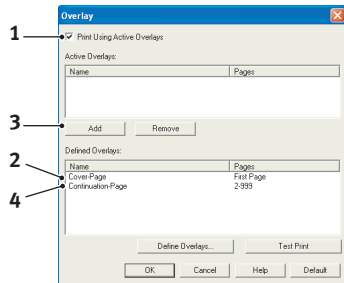 Overlay
1
Print Using Active Overlays
Active Overlays:
Name Pages
3
Add Remove
Defined Overlays:
Name Pages
2
Cover-Page First Page
4
Continuation-Page 2-999
Define Overlays... Test Print
OK Cancel Help Default